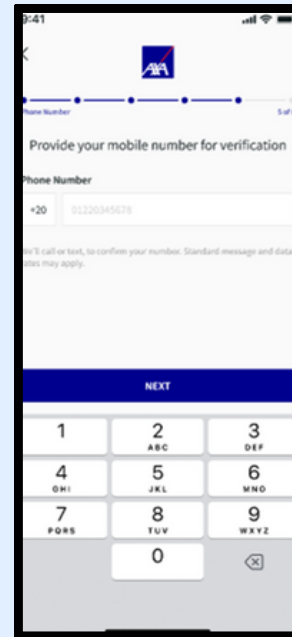 9:41
AXA
Phone Number
5 of
Provide your mobile number for verification
Phone Number
+20 01220345678
We'll call or text, to confirm your number. Standard message and data
rates may apply.
NEXT
1 2 3
ABC DEF
4 5 6
GHI JKL MNO
7 8 9
PQRS TUV WXYZ
0